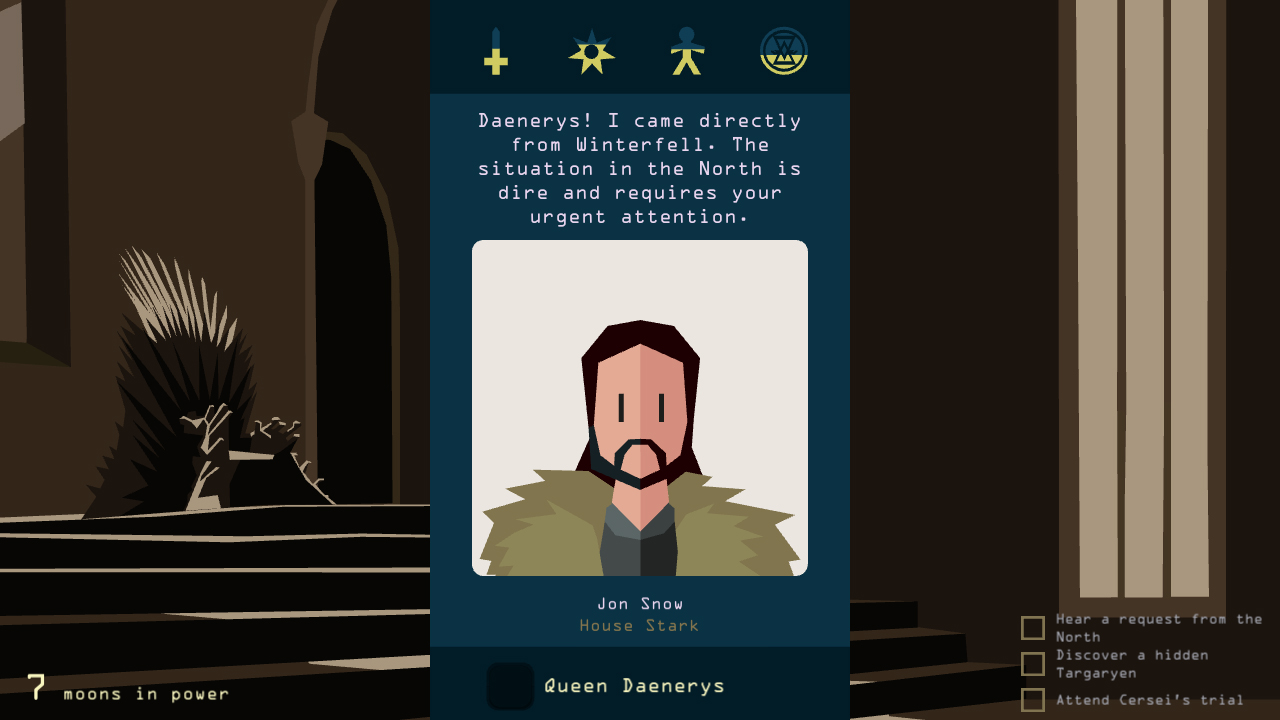 Daenerys! I came directly
from Winterfell. The
situation in the North is
dire and requires your
urgent attention.
Jon Snow
House Stark
Queen Daenerys
7 moons in power
Hear a request from the
North
Discover a hidden
Targaryen
Attend Cersei's trial